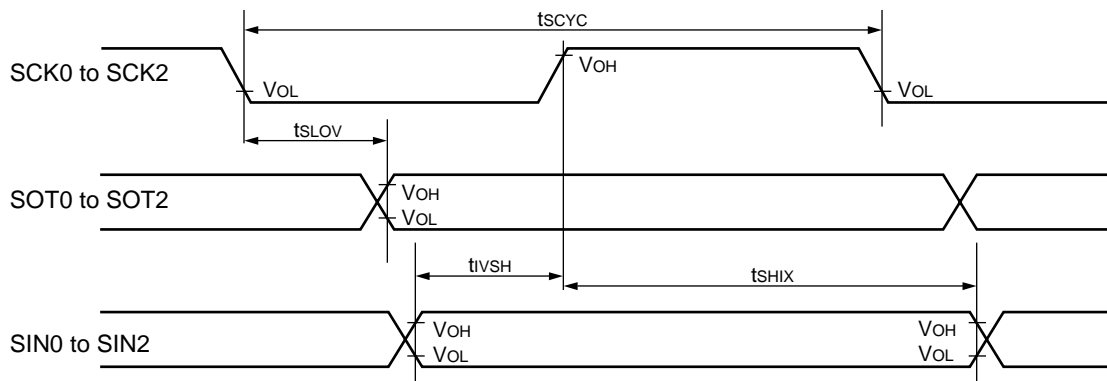 tSCYC
SCK0 to SCK2
VOH
VOL
VOL
tSLOV
SOT0 to SOT2
VOH
VOL
tIVSH
tSHIX
SIN0 to SIN2
VOH
VOH
VOL
VOL